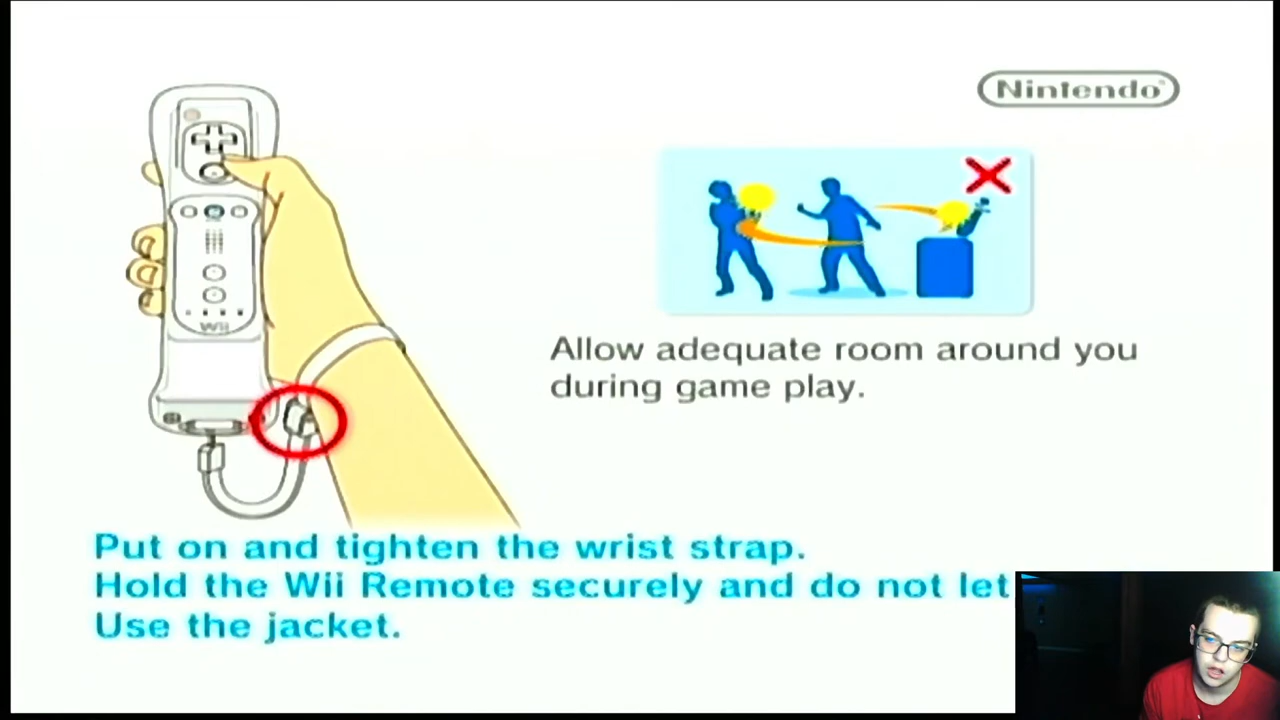 Nintendo
Wii
Allow adequate room around you
during game play.
Put on and tighten the wrist strap.
Hold the Wii Remote securely and do not let
Use the jacket.